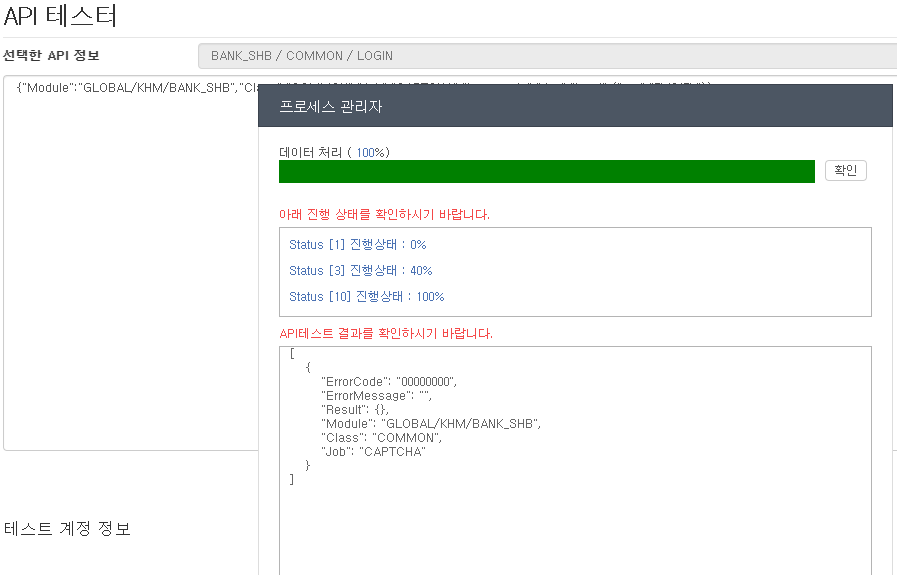 API 테스터
선택한 API 정보
BANK_SHB / COMMON / LOGIN
{"Module":"GLOBAL/KHM/BANK_SHB","Cla
프로세스 관리자
데이터 처리 ( 100%)
확인
아래 진행 상태를 확인하시기 바랍니다.
Status [1] 진행상태 : 0%
Status [3] 진행상태 : 40%
Status [10] 진행상태 : 100%
API테스트 결과를 확인하시기 바랍니다.
[
{
"ErrorCode": "00000000",
"ErrorMessage": "",
"Result": {},
"Module": "GLOBAL/KHM/BANK_SHB",
"Class": "COMMON",
"Job": "CAPTCHA"
}
]
테스트 계정 정보